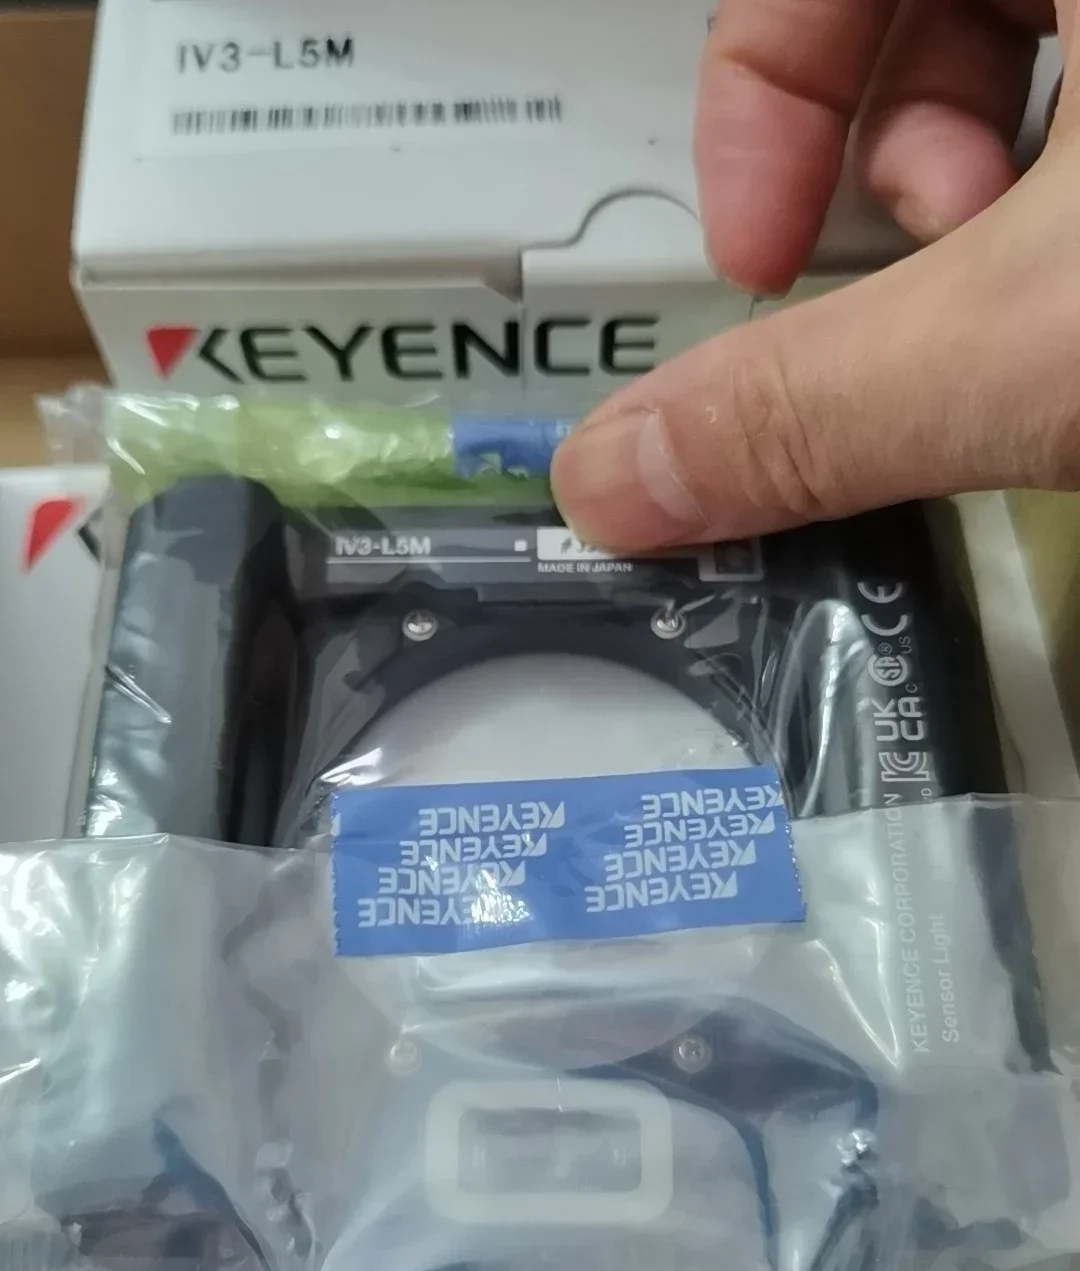 IV3-L5M
KEYENCE
IV3-L5M
MADE IN JAPAN
KEYENCE KEYENCE
KEYENCE KEYENCE
KEYENCE KEYENCE
KEYENCE KEYENCE
UK
CA
CE
C
US
KEYENCE CORPORATION
Sensor Light